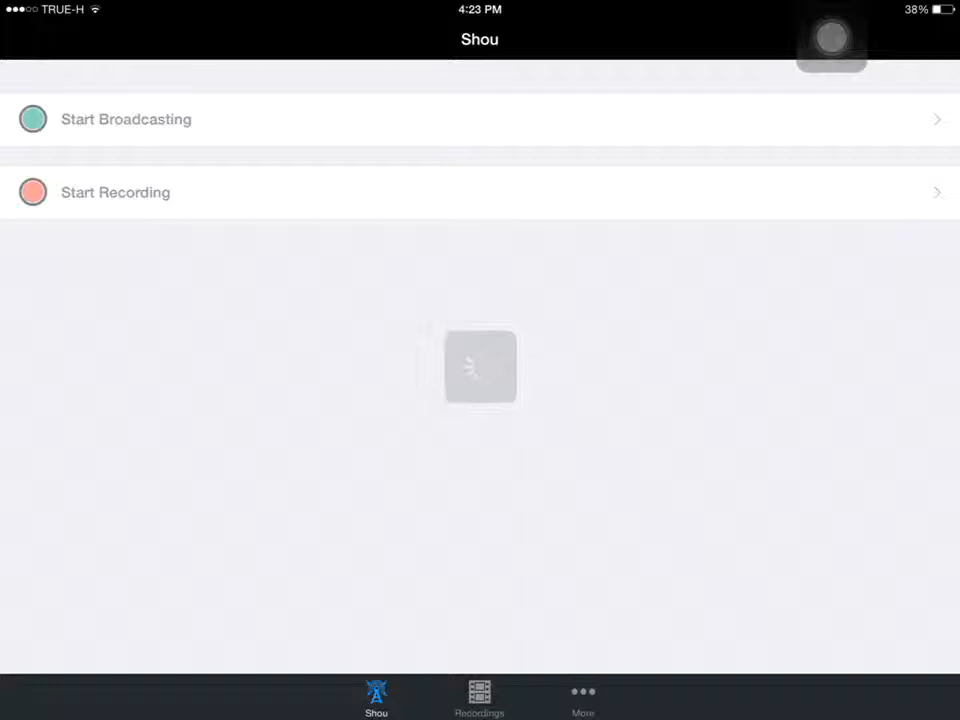 TRUE-H
4:23 PM
38%
Shou
Start Broadcasting
Start Recording
Shou
Recordings
More